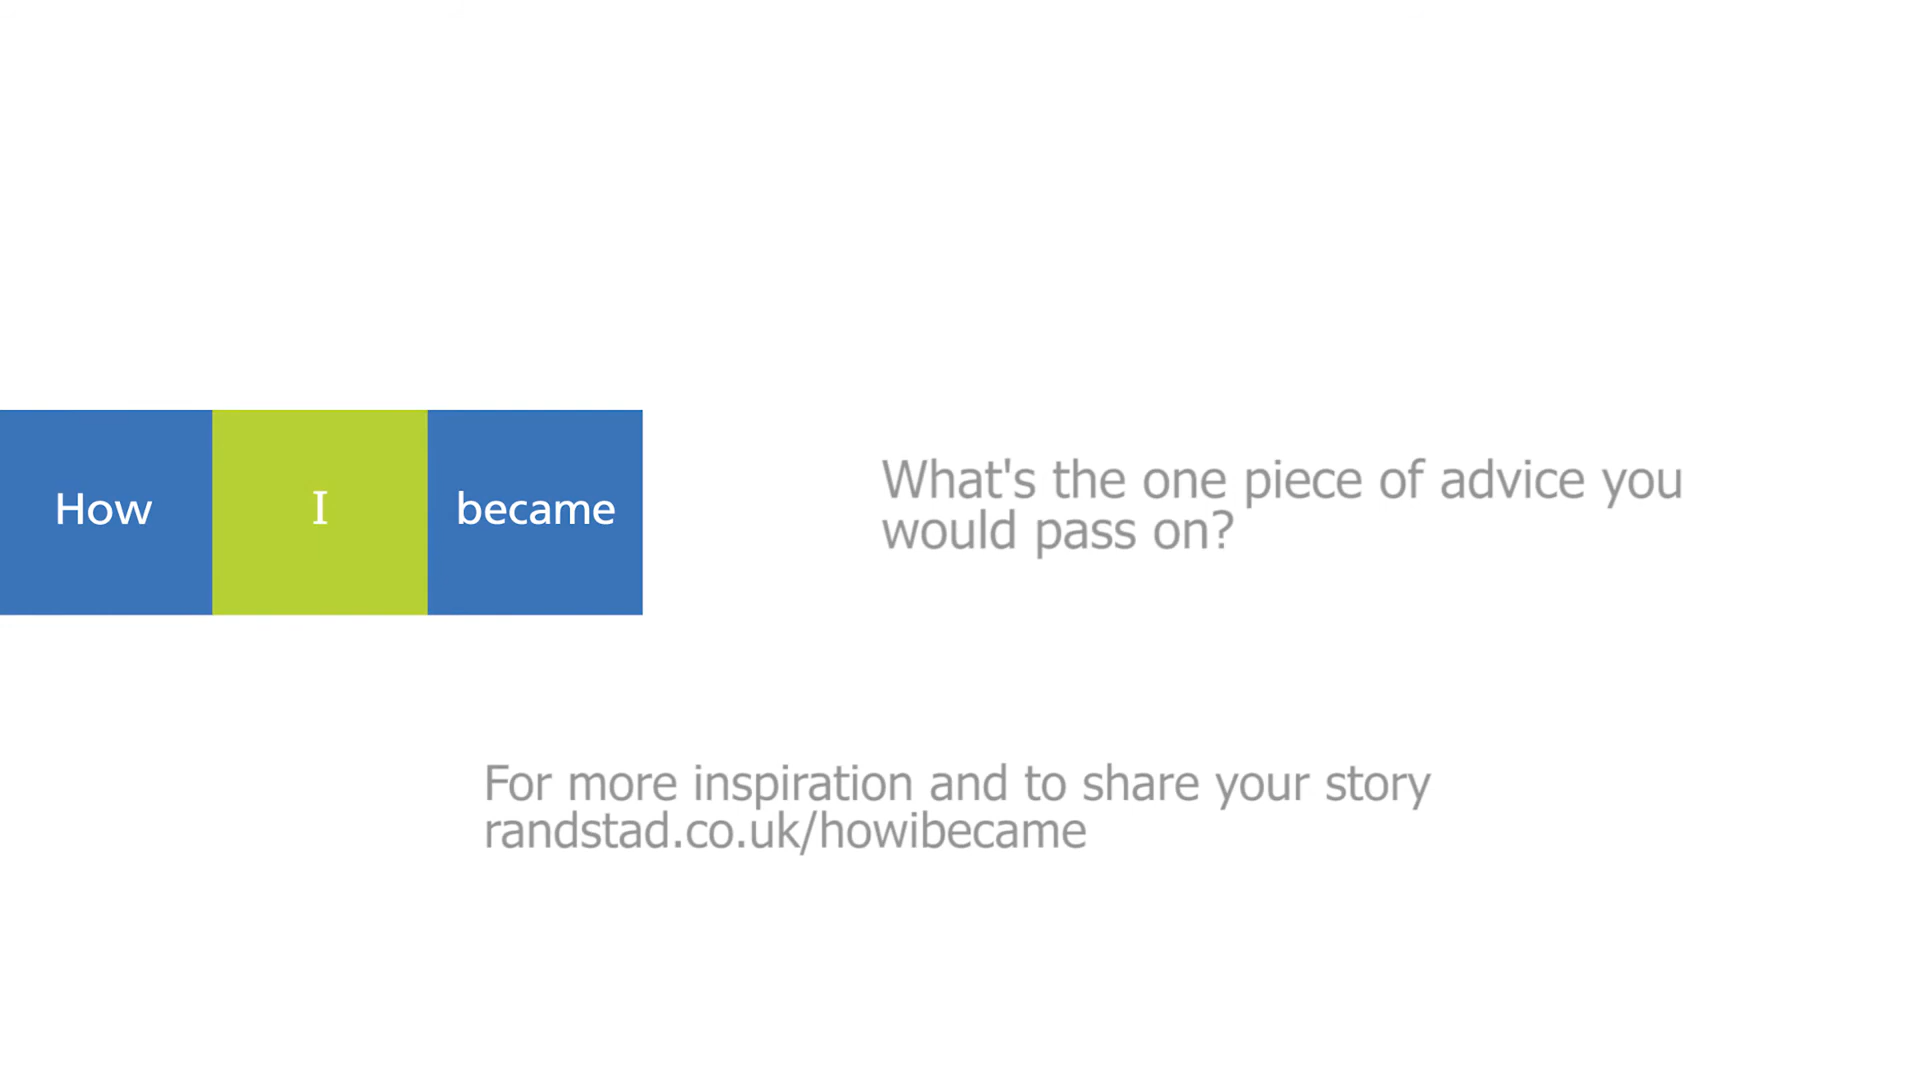 How I became
What's the one piece of advice you
would pass on?
For more inspiration and to share your story
randstad.co.uk/howibecame